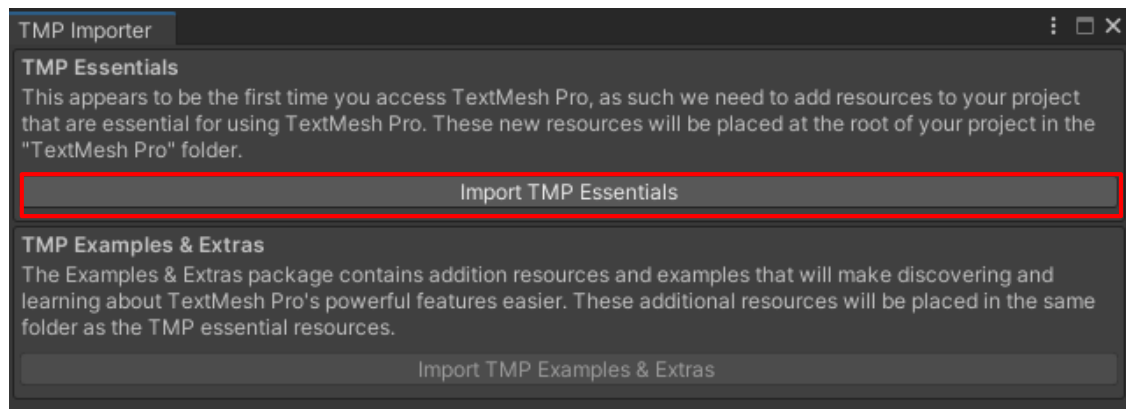 TMP Importer
TMP Essentials
This appears to be the first time you access TextMesh Pro, as such we need to add resources to your project
that are essential for using TextMesh Pro. These new resources will be placed at the root of your project in the
"TextMesh Pro" folder.
Import TMP Essentials
TMP Examples & Extras
The Examples & Extras package contains addition resources and examples that will make discovering and
learning about TextMesh Pro's powerful features easier. These additional resources will be placed in the same
folder as the TMP essential resources.
Import TMP Examples & Extras